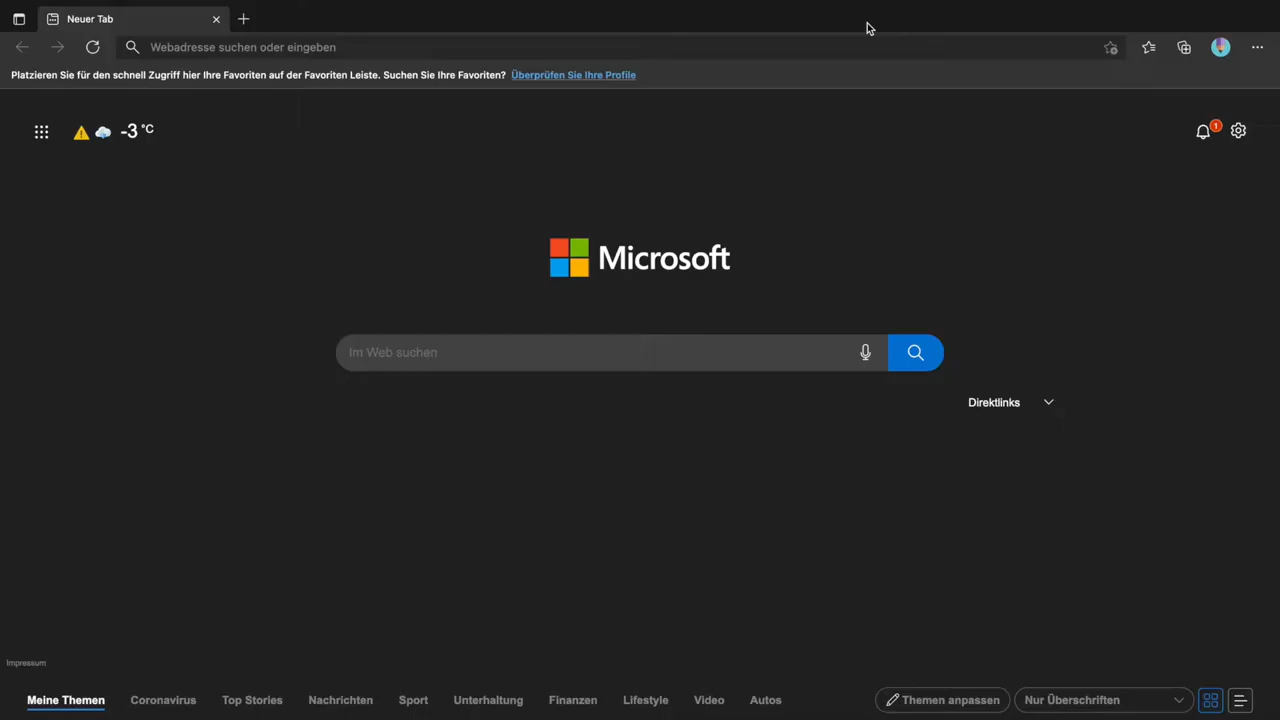 Neuer Tab
Webadresse suchen oder eingeben
Platzieren Sie für den schnell Zugriff hier Ihre Favoriten auf der Favoriten Leiste. Suchen Sie Ihre Favoriten? Überprüfen Sie Ihre Profile
-3 °C
1
Microsoft
Im Web suchen
Direktlinks
Impressum
Meine Themen Coronavirus Top Stories Nachrichten Sport Unterhaltung Finanzen Lifestyle Video Autos Themen anpassen Nur Überschriften